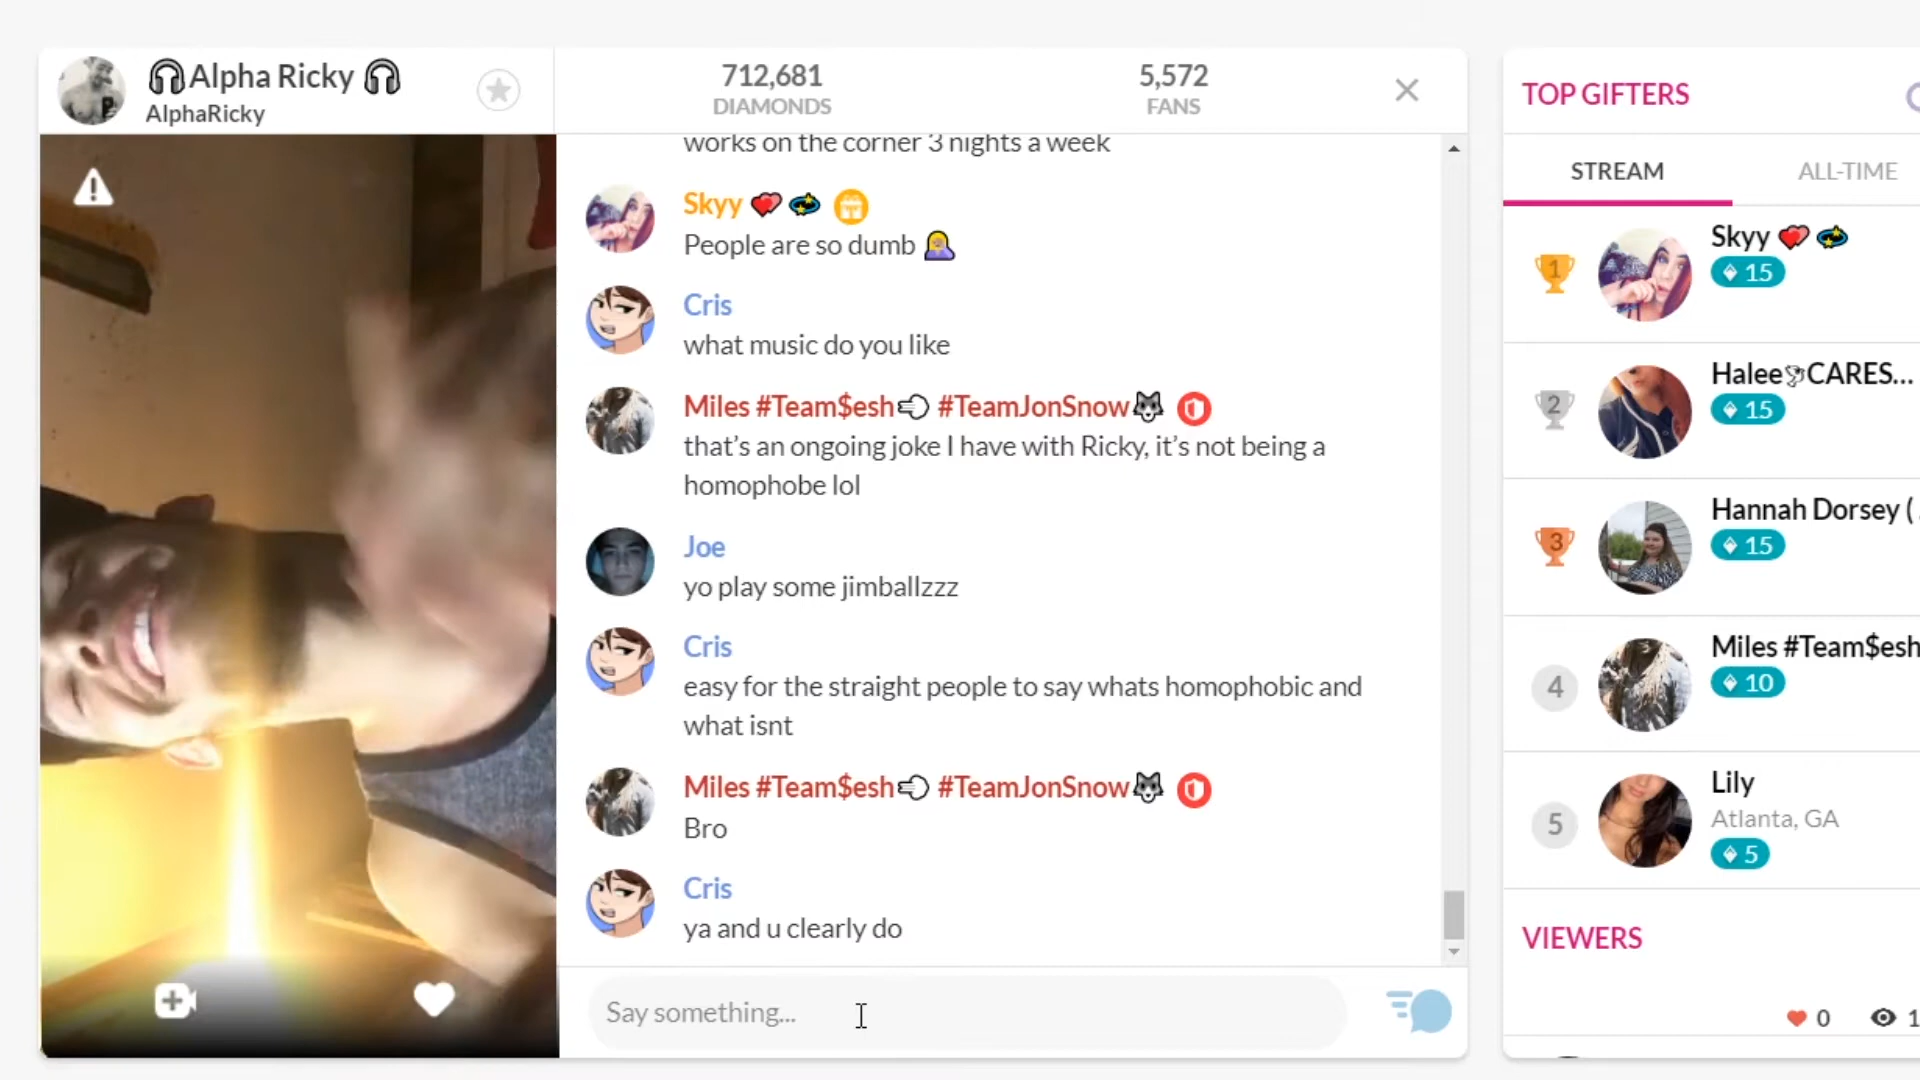 Alpha Ricky
AlphaRicky
712,681
DIAMONDS
5,572
FANS
works on the corner 3 nights a week
Skyy
People are so dumb
Cris
what music do you like
Miles #Team$esh #TeamJonSnow
that's an ongoing joke I have with Ricky, it's not being a
homophobe lol
Joe
yo play some jimballzzz
Cris
easy for the straight people to say whats homophobic and
what isnt
Miles #Team$esh #TeamJonSnow
Bro
Cris
ya and u clearly do
Say something...
TOP GIFTERS
STREAM
ALL-TIME
1
Skyy
15
2
Halee CARES...
15
3
Hannah Dorsey (
15
4
Miles #Team$esh
10
5
Lily
Atlanta, GA
5
VIEWERS
0
1